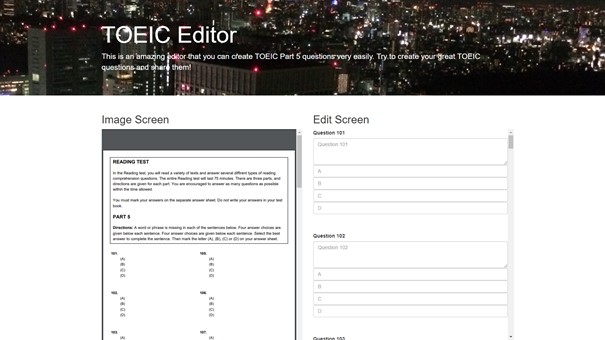 TOEIC Editor
This is an amazing editor that you can create TOEIC Part 5 questions very easily. Try to create your great TOEIC
questions and share them!
Image Screen
READING TEST
In the Reading test, you will read a variety of texts and answer several different types of reading
comprehension questions. The entire Reading test will last 75 minutes. There are three parts, and
directions are given for each part. You are encouraged to answer as many questions as possible
within the time allowed.
You must mark your answers on the separate answer sheet. Do not write your answers in your test
book.
PART 5
Directions: A word or phrase is missing in each of the sentences below. Four answer choices are
given below each sentence. Four answer choices are given below each sentence. Select the best
answer to complete the sentence. Then mark the letter (A), (B), (C) or (D) on your answer sheet.
101.
(A)
(B)
(C)
(D)
102.
(A)
(B)
(C)
(D)
103.
105.
(A)
(B)
(C)
(D)
106.
(A)
(B)
(C)
(D)
107.
Edit Screen
Question 101
Question 101
A
B
C
D
Question 102
Question 102
A
B
C
D
Question 103